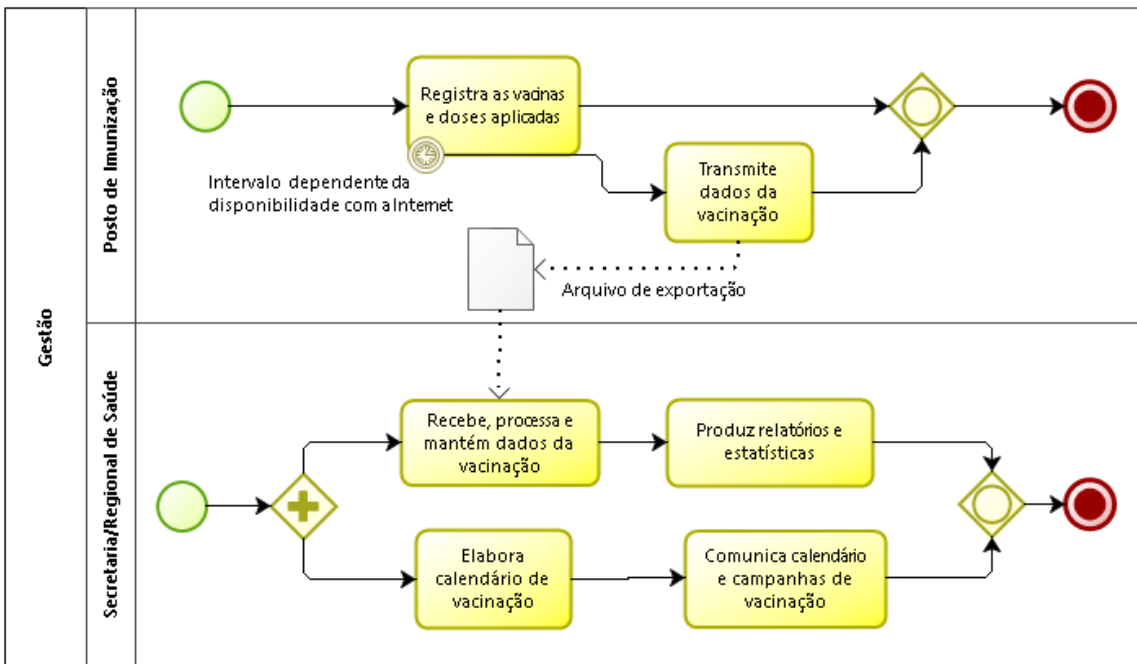 Gestão
Posto de Imunização
Registra as vacinas
e doses aplicadas
Intervalo dependente da
disponibilidade com a Internet
Transmite
dados da
vacinação
Arquivo de exportação
Secretaria/Regional de Saúde
Recebe, processa e
mantém dados da
vacinação
Produz relatórios e
estatísticas
Elabora
calendário de
vacinação
Comunica calendário
e campanhas de
vacinação